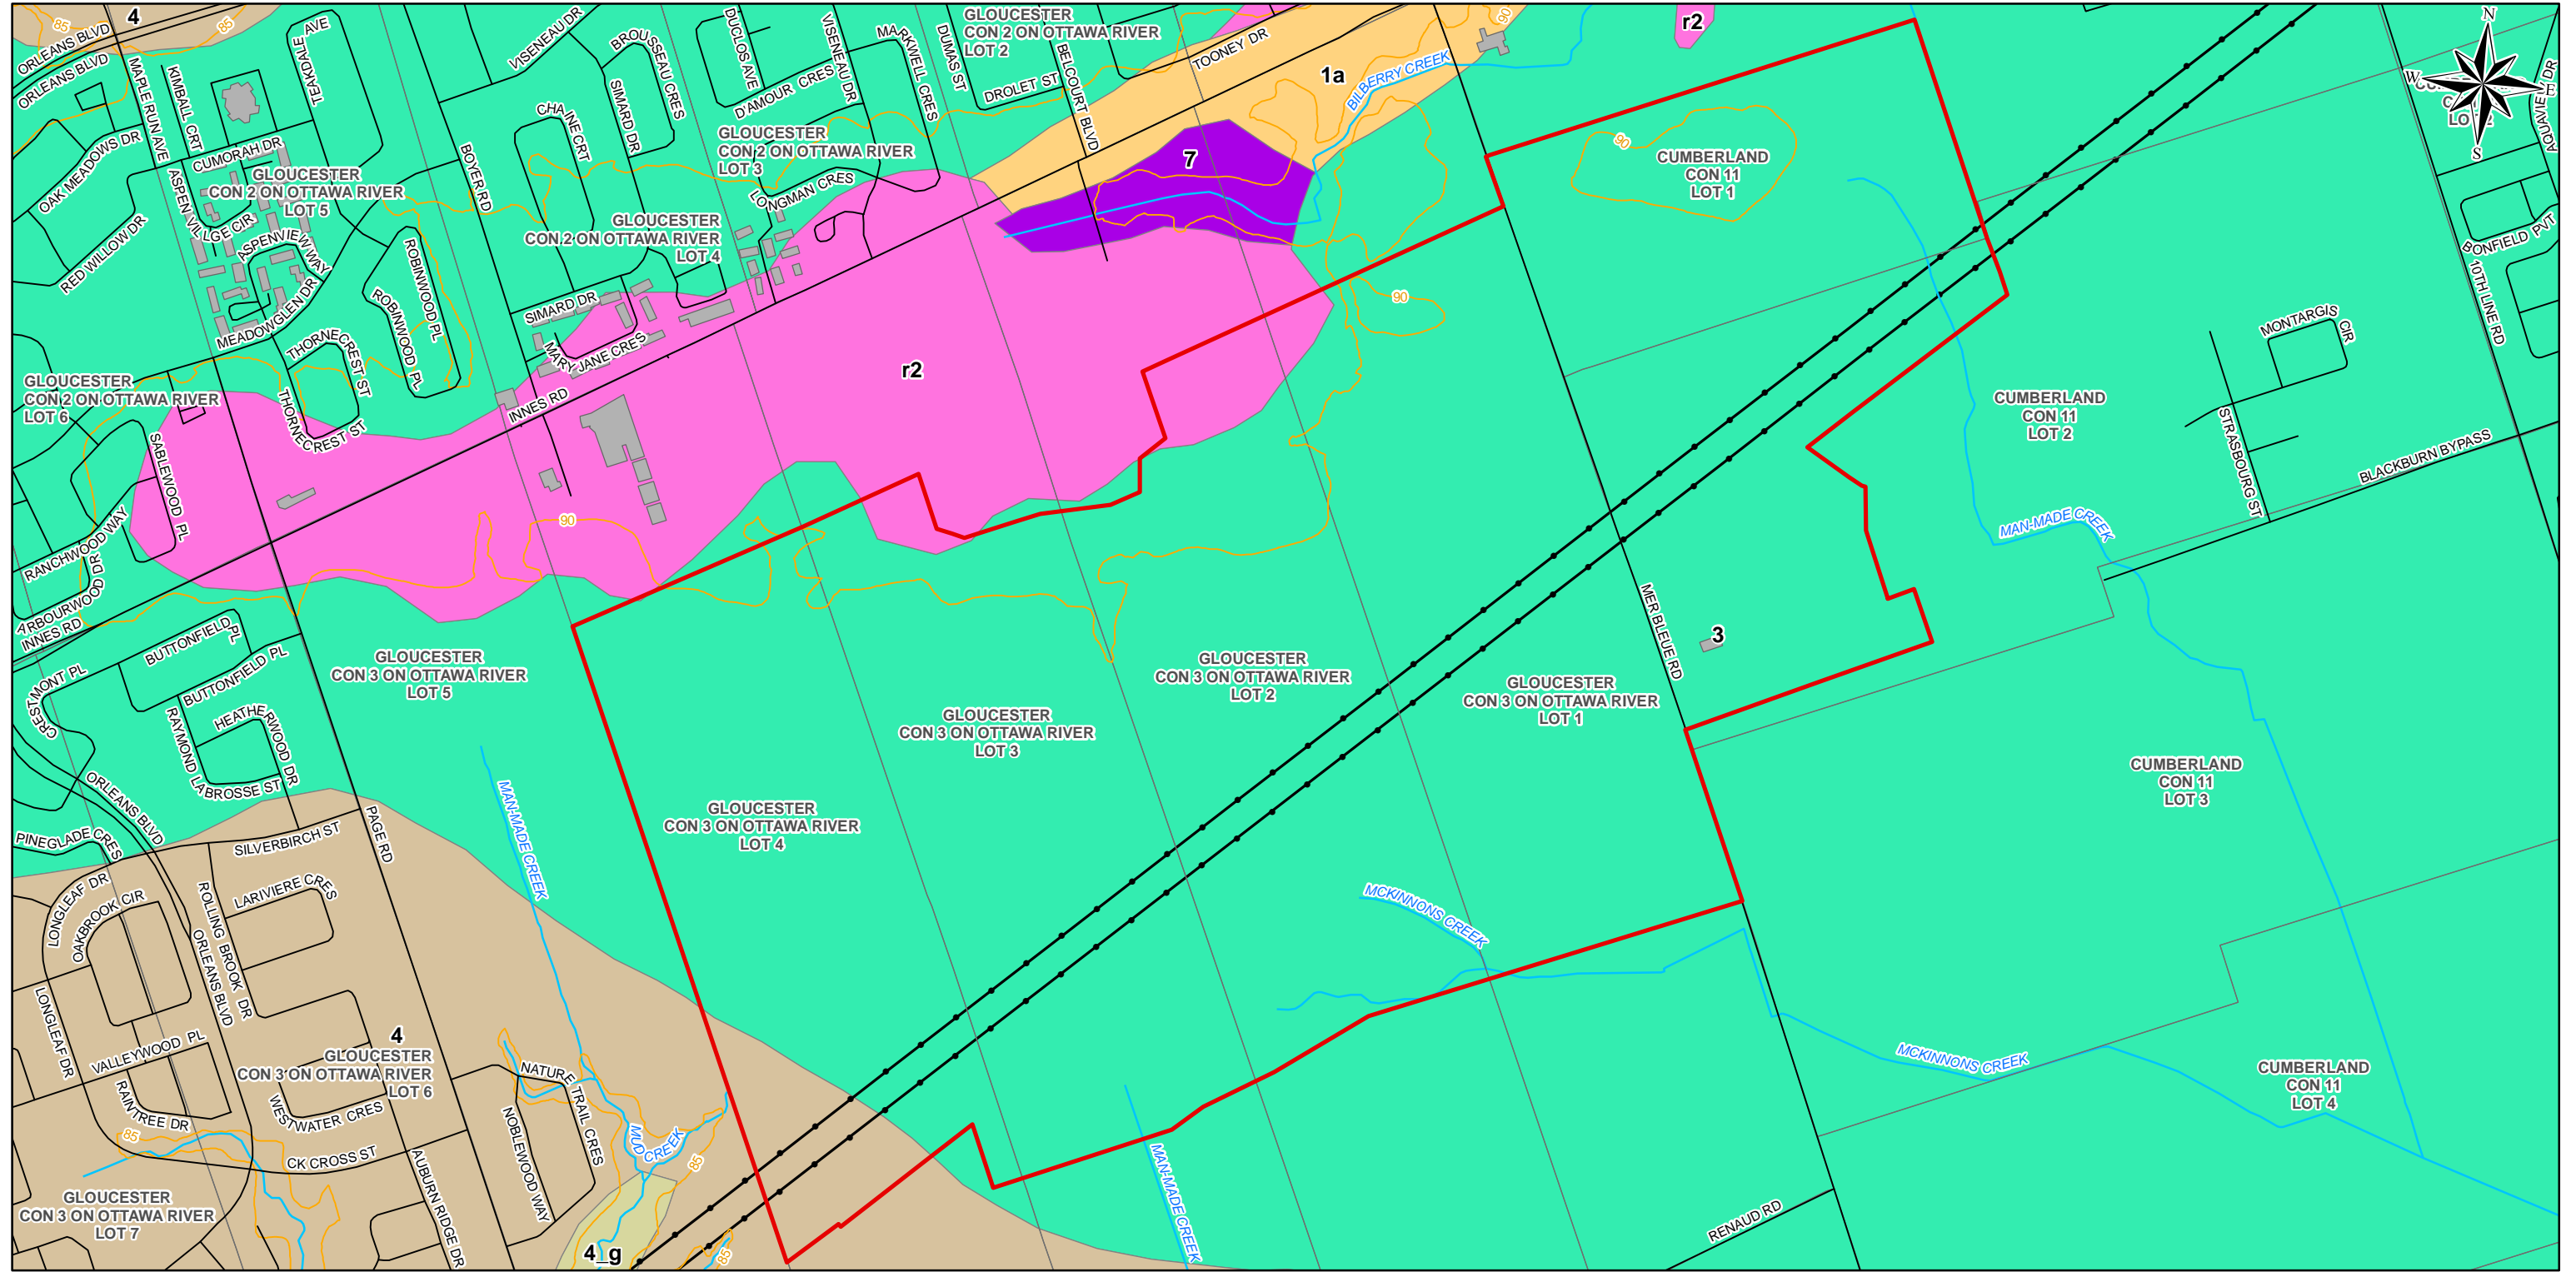 4
85
85
ORLEANS BLVD
ORLEANS BLVD
MAPLE RUN AVE
KIMBALL CRT
TEAKDALE AVE
VISENEAU DR
BROUSSEAU CRES
SIMARD DR
CHAINE CRT
DUCLOS AVE
D'AMOUR CRES
VISENEAU DR
MARKWELL CRES
DUMAS ST
DROLET ST
BELCOURT BLVD
TOONEY DR
GLOUCESTER
CON 2 ON OTTAWA RIVER
LOT 2
1a
90
BILBERRY CREEK
r2
N
W
E
S
LO
AQUAVIEW DR
OAK MEADOWS DR
CUMORAH DR
ASPEN VILLGE CIR
ASPENVIEW WAY
RED WILLOW DR
MEADOWGLEN DR
GLOUCESTER
CON 2 ON OTTAWA RIVER
LOT 5
BOYER RD
GLOUCESTER
CON 2 ON OTTAWA RIVER
LOT 3
LONGMAN CRES
7
GLOUCESTER
CON 2 ON OTTAWA RIVER
LOT 4
90
CUMBERLAND
CON 11
LOT 1
BONFIELD PVT
10TH LINE RD
ROBINWOOD PL
ROBINWOOD PL
SIMARD DR
MARY JANE CRES
INNES RD
THORNECREST ST
THORNECREST ST
GLOUCESTER
CON 2 ON OTTAWA RIVER
LOT 6
SABLEWOOD PL
r2
90
MONTARGIS CIR
STRASBOURG ST
BLACKBURN BYPASS
CUMBERLAND
CON 11
LOT 2
MAN-MADE CREEK
RANCHWOOD WAY
ARBOURWOOD DR
INNES RD
90
MER BLEUE RD
3
CRESTMONT PL
BUTTONFIELD PL
BUTTONFIELD PL
HEATHERWOOD DR
RAYMOND LABROSSE ST
GLOUCESTER
CON 3 ON OTTAWA RIVER
LOT 5
GLOUCESTER
CON 3 ON OTTAWA RIVER
LOT 2
GLOUCESTER
CON 3 ON OTTAWA RIVER
LOT 1
GLOUCESTER
CON 3 ON OTTAWA RIVER
LOT 3
CUMBERLAND
CON 11
LOT 3
ORLEANS BLVD
PINEGLADE CRES
SILVERBIRCH ST
PAGE RD
MAN-MADE CREEK
GLOUCESTER
CON 3 ON OTTAWA RIVER
LOT 4
LONGLEAF DR
OAKBROOK CIR
ROLLING BROOK DR
LARIVIERE CRES
ORLEANS BLVD
MCKINNONS CREEK
LONGLEAF DR
VALLEYWOOD PL
RAINTREE DR
WESTWATER CRES
4
GLOUCESTER
CON 3 ON OTTAWA RIVER
LOT 6
NATURE TRAIL CRES
NOBLEWOOD WAY
MUD CREEK
85
85
CK CROSS ST
AUBURN RIDGE DR
MCKINNONS CREEK
CUMBERLAND
CON 11
LOT 4
MAN-MADE CREEK
RENAUD RD
GLOUCESTER
CON 3 ON OTTAWA RIVER
LOT 7
4_g
85